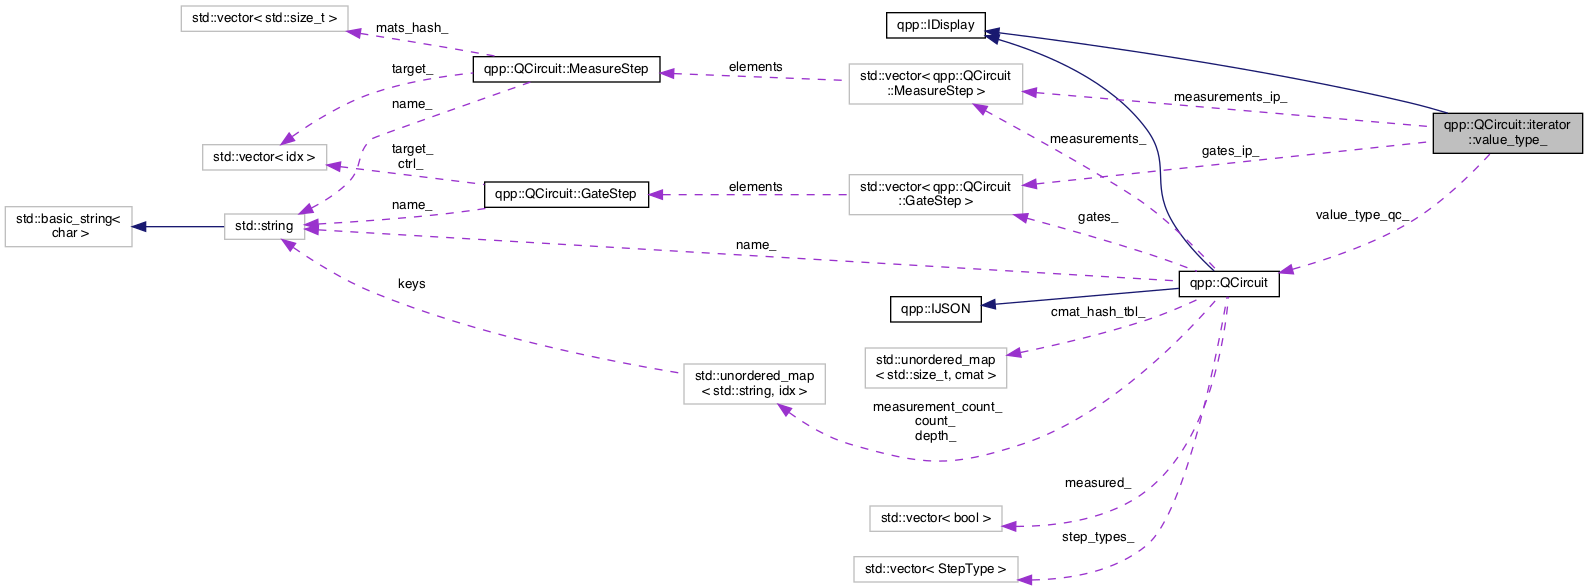 std::vector< std::size_t >
mats_hash_
qpp::IDisplay
target_
qpp::QCircuit::MeasureStep
elements
std::vector< qpp::QCircuit
::MeasureStep >
measurements_ip_
name_
qpp::QCircuit::iterator
::value_type_
measurements_
std::vector< idx >
target_
ctrl_
gates_ip_
qpp::QCircuit::GateStep
elements
std::vector< qpp::QCircuit
::GateStep >
name_
gates_
value_type_qc_
std::basic_string<
char >
std::string
name_
keys
qpp::QCircuit
qpp::IJSON
cmat_hash_tbl_
std::unordered_map
< std::size_t, cmat >
std::unordered_map
< std::string, idx >
measurement_count_
count_
depth_
measured_
std::vector< bool >
step_types_
std::vector< StepType >